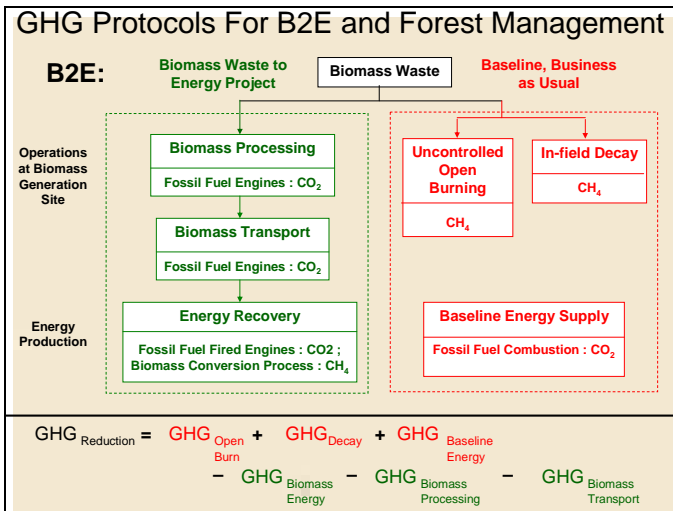 GHG Protocols For B2E and Forest Management
B2E:
Biomass Waste to
Energy Project
Biomass Waste
Baseline, Business
as Usual
Operations
at Biomass
Generation
Site
Biomass Processing
Fossil Fuel Engines : CO₂
Biomass Transport
Fossil Fuel Engines : CO₂
Uncontrolled
Open
Burning
CH₄
In-field Decay
CH₄
Energy
Production
Energy Recovery
Fossil Fuel Fired Engines : CO2 ;
Biomass Conversion Process : CH₄
Baseline Energy Supply
Fossil Fuel Combustion : CO₂
GHG Reduction = GHG Open Burn + GHG Decay + GHG Baseline Energy
– GHG Biomass Energy – GHG Biomass Processing – GHG Biomass Transport